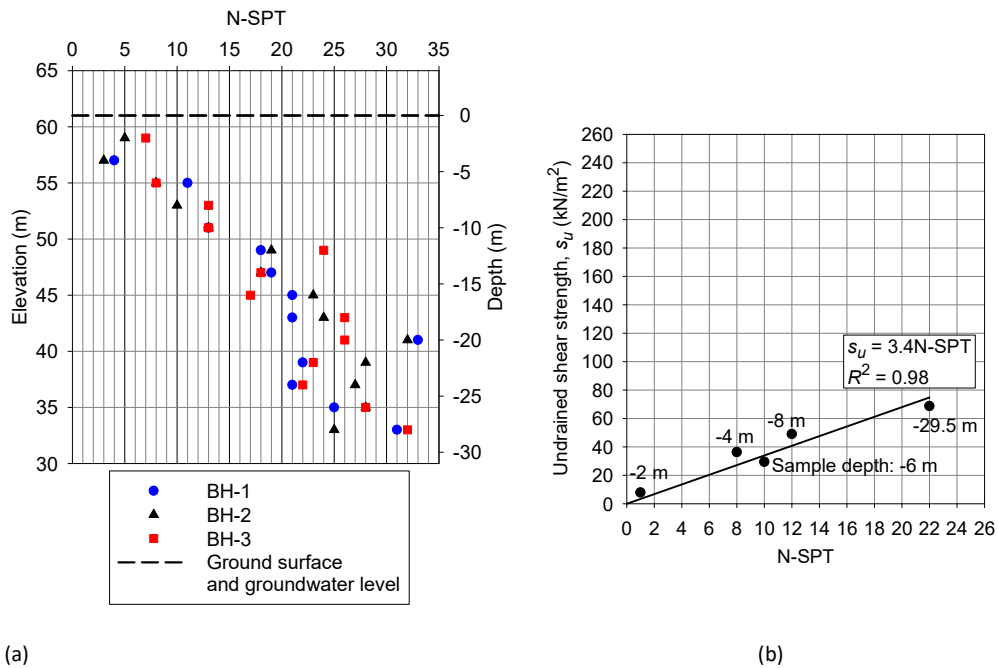 N-SPT
0 5 10 15 20 25 30 35
65
60
55
50
45
40
35
30
Elevation (m)
0
-5
-10
-15
-20
-25
-30
Depth (m)
BH-1
BH-2
BH-3
Ground surface
and groundwater level
(a)
260
240
220
200
180
160
140
120
100
80
60
40
20
0
Undrained shear strength, s_u (kN/m²)
s_u = 3.4N-SPT
R² = 0.98
-2 m
-4 m
-8 m
Sample depth: -6 m
-29.5 m
0 2 4 6 8 10 12 14 16 18 20 22 24 26
N-SPT
(b)